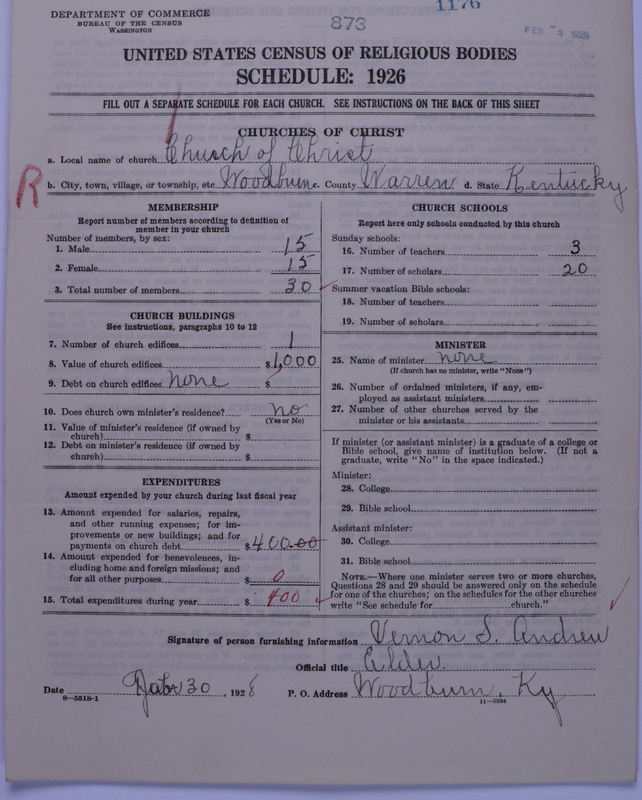 DEPARTMENT OF COMMERCE
BUREAU OF THE CENSUS
WASHINGTON
873
1176
FEB 3 1928
UNITED STATES CENSUS OF RELIGIOUS BODIES
SCHEDULE: 1926
FILL OUT A SEPARATE SCHEDULE FOR EACH CHURCH. SEE INSTRUCTIONS ON THE BACK OF THIS SHEET
CHURCHES OF CHRIST
a. Local name of church Church of Christ
R
b. City, town, village, or township, etc. Woodburn c. County Warren d. State Kentucky
MEMBERSHIP
Report number of members according to definition of
member in your church
Number of members, by sex:
1. Male 15
2. Female 15
3. Total number of members 30
CHURCH BUILDINGS
See instructions, paragraphs 10 to 12
7. Number of church edifices 1
8. Value of church edifices $1,000
9. Debt on church edifices none $
10. Does church own minister's residence? no
(Yes or No)
11. Value of minister's residence (if owned by
church) $
12. Debt on minister's residence (if owned by
church) $
EXPENDITURES
Amount expended by your church during last fiscal year
13. Amount expended for salaries, repairs,
and other running expenses; for im-
provements or new buildings; and for
payments on church debt $400.00
14. Amount expended for benevolences, in-
cluding home and foreign missions; and
for all other purposes $ 0
15. Total expenditures during year $ 400
CHURCH SCHOOLS
Report here only schools conducted by this church
Sunday schools:
16. Number of teachers 3
17. Number of scholars 20
Summer vacation Bible schools:
18. Number of teachers
19. Number of scholars
MINISTER
25. Name of minister none
(If church has no minister, write "None")
26. Number of ordained ministers, if any, em-
ployed as assistant ministers
27. Number of other churches served by the
minister or his assistants
If minister (or assistant minister) is a graduate of a college or
Bible school, give name of institution below. (If not a
graduate, write "No" in the space indicated.)
Minister:
28. College
29. Bible school
Assistant minister:
30. College
31. Bible school
NOTE.—Where one minister serves two or more churches,
Questions 28 and 29 should be answered only on the schedule
for one of the churches; on the schedules for the other churches
write "See schedule for church."
Signature of person furnishing information Vernon S. Andrew
Official title Elder
Date 30, 1928 P. O. Address Woodburn, Ky
8-5518-1 11-2204